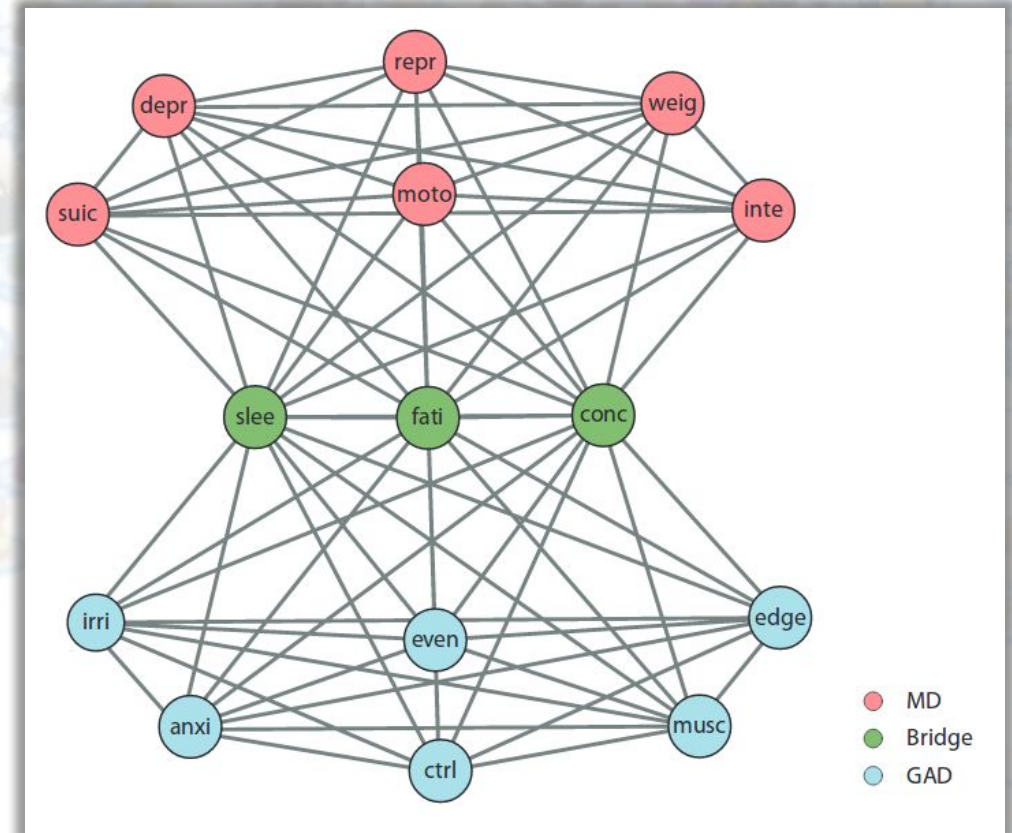 repr
depr
weig
moto
suic
inte
slee
fati
conc
irri
even
edge
anxi
musc
ctrl
MD
Bridge
GAD